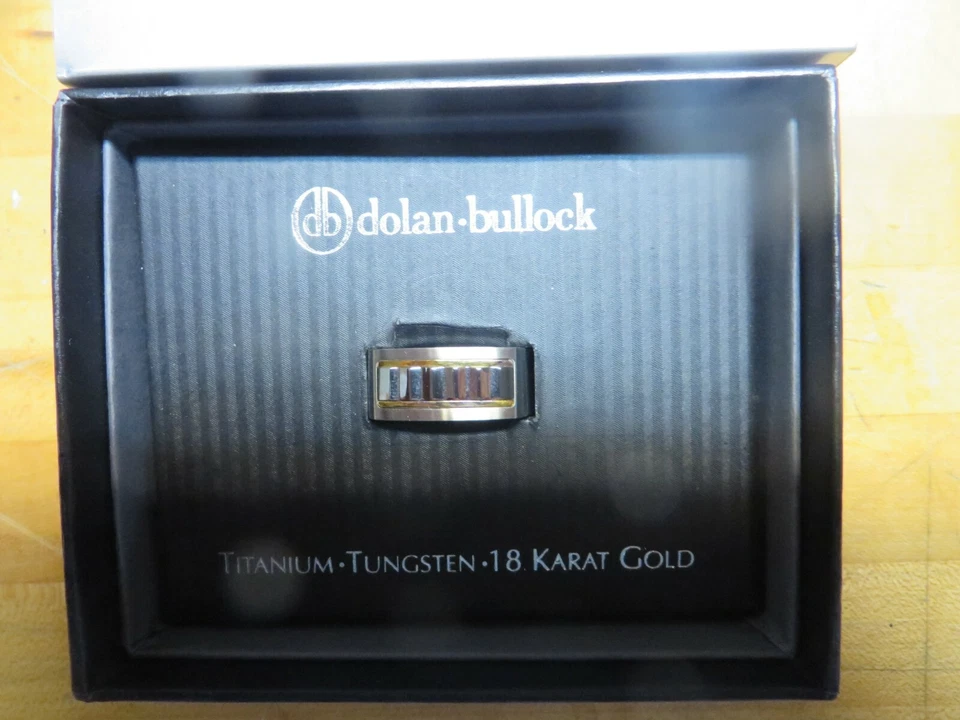 db dolan·bullock
TITANIUM·TUNGSTEN·18 KARAT GOLD